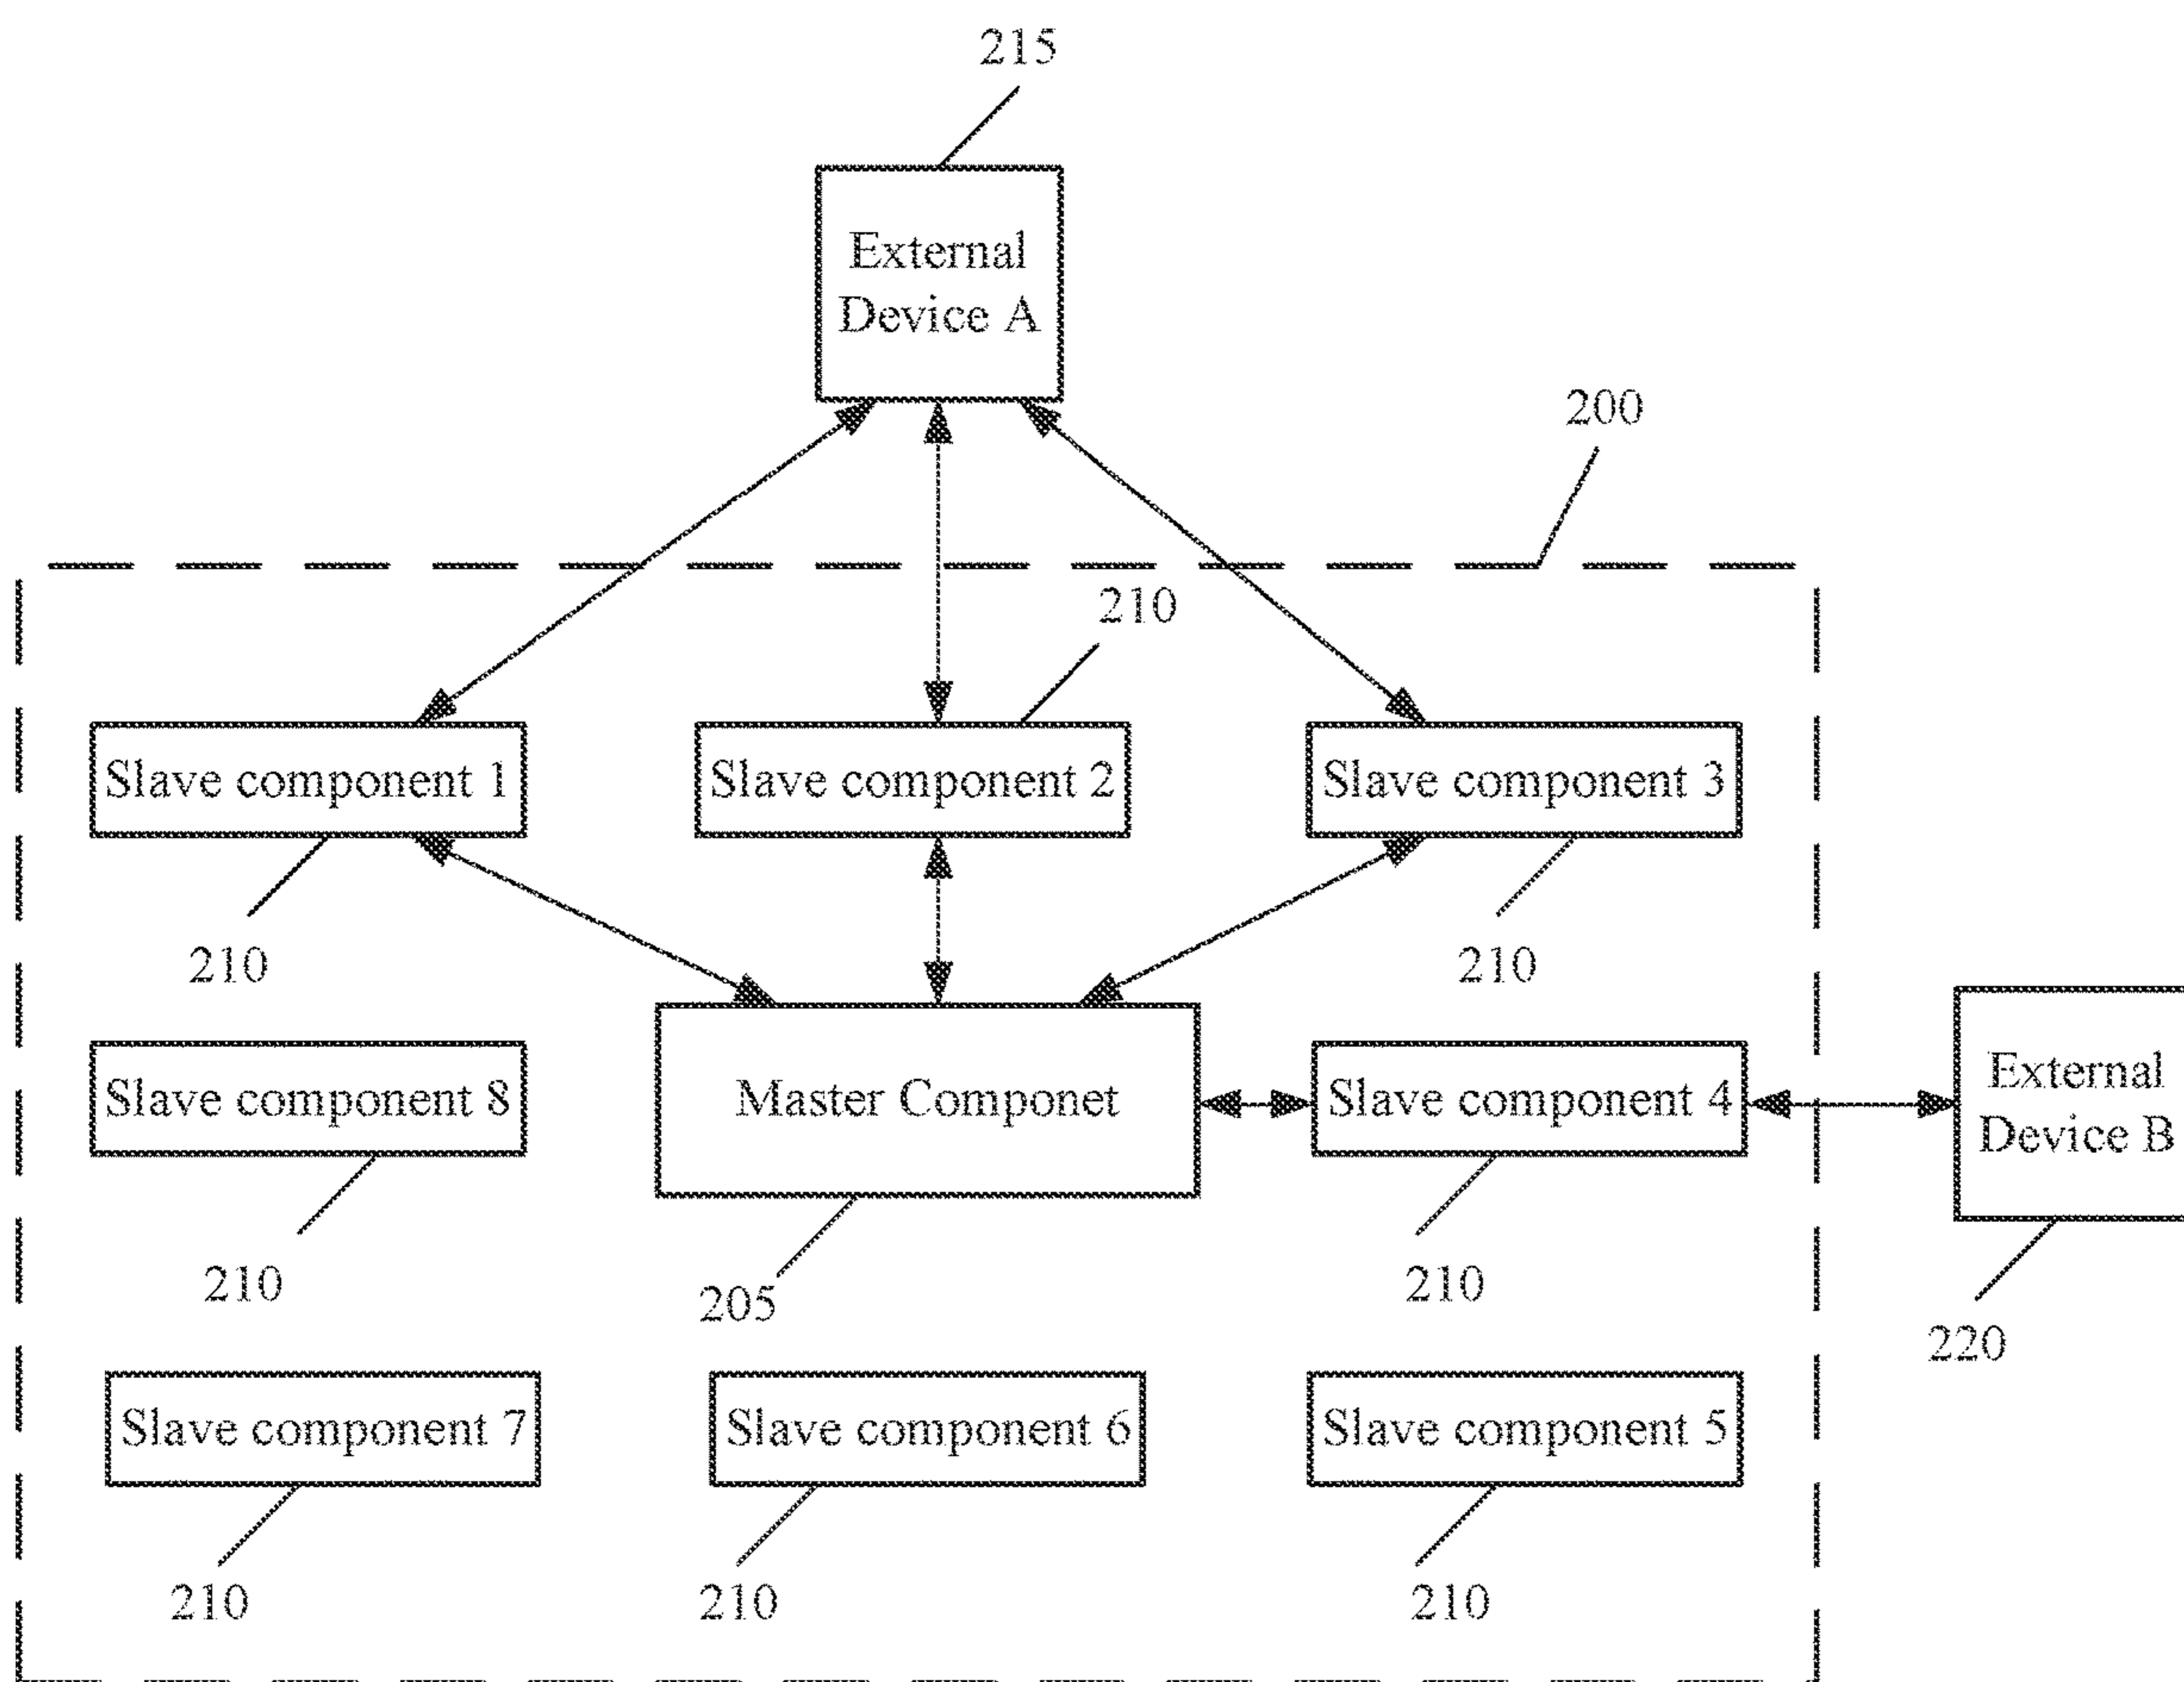 215
External
Device A
200
210
Slave component 1
Slave component 2
Slave component 3
210
210
Slave component 8
Master Componet
Slave component 4
External
Device B
210
205
210
220
Slave component 7
Slave component 6
Slave component 5
210
210
210